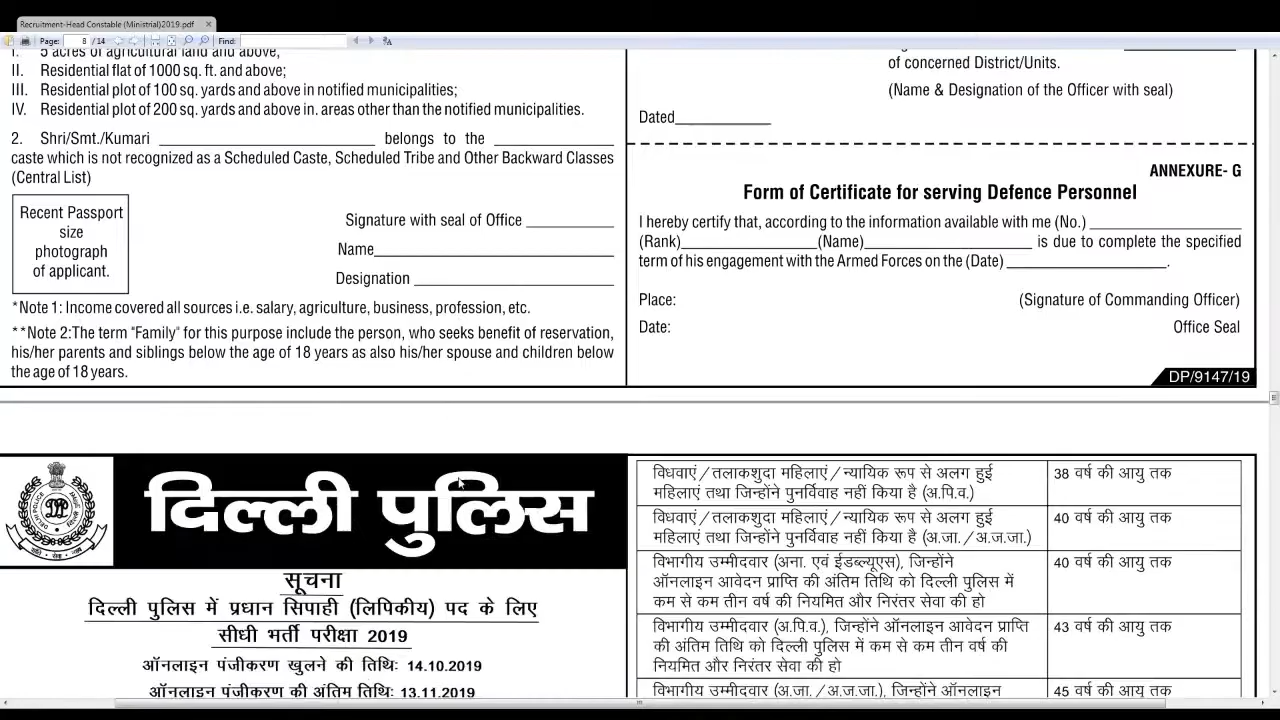 Recruitment-Head Constable (Ministrial)2019.pdf
Page: 8 / 14 Find:
I. 5 acres of agricultural land and above;
II. Residential flat of 1000 sq. ft. and above;
III. Residential plot of 100 sq. yards and above in notified municipalities;
IV. Residential plot of 200 sq. yards and above in. areas other than the notified municipalities.
2. Shri/Smt./Kumari ____________ belongs to the ____________
caste which is not recognized as a Scheduled Caste, Scheduled Tribe and Other Backward Classes
(Central List)
Recent Passport
size
photograph
of applicant.
Signature with seal of Office ____________
Name____________
Designation ____________
*Note 1: Income covered all sources i.e. salary, agriculture, business, profession, etc.
**Note 2:The term "Family" for this purpose include the person, who seeks benefit of reservation,
his/her parents and siblings below the age of 18 years as also his/her spouse and children below
the age of 18 years.
of concerned District/Units.
(Name & Designation of the Officer with seal)
Dated____________
ANNEXURE- G
Form of Certificate for serving Defence Personnel
I hereby certify that, according to the information available with me (No.) ____________
(Rank)____________(Name)____________ is due to complete the specified
term of his engagement with the Armed Forces on the (Date) ____________.
Place: (Signature of Commanding Officer)
Date: Office Seal
DP/9147/19
दिल्ली पुलिस
सूचना
दिल्ली पुलिस में प्रधान सिपाही (लिपिकीय) पद के लिए
सीधी भर्ती परीक्षा 2019
ऑनलाइन पंजीकरण खुलने की तिथिः 14.10.2019
ऑनलाइन पंजीकरण की अंतिम तिथिः 13.11.2019
विधवाएं/तलाकशुदा महिलाएं/न्यायिक रूप से अलग हुई 38 वर्ष की आयु तक
महिलाएं तथा जिन्होंने पुनर्विवाह नहीं किया है (अ.पि.व.)
विधवाएं/तलाकशुदा महिलाएं/न्यायिक रूप से अलग हुई 40 वर्ष की आयु तक
महिलाएं तथा जिन्होंने पुनर्विवाह नहीं किया है (अ.जा./अ.ज.जा.)
विभागीय उम्मीदवार (अना. एवं ईडब्ल्यूएस), जिन्होंने 40 वर्ष की आयु तक
ऑनलाइन आवेदन प्राप्ति की अंतिम तिथि को दिल्ली पुलिस में
कम से कम तीन वर्ष की नियमित और निरंतर सेवा की हो
विभागीय उम्मीदवार (अ.पि.व.), जिन्होंने ऑनलाइन आवेदन प्राप्ति 43 वर्ष की आयु तक
की अंतिम तिथि को दिल्ली पुलिस में कम से कम तीन वर्ष की
नियमित और निरंतर सेवा की हो
विभागीय उम्मीदवार (अ.जा./अ.ज.जा.), जिन्होंने ऑनलाइन 45 वर्ष की आयु तक